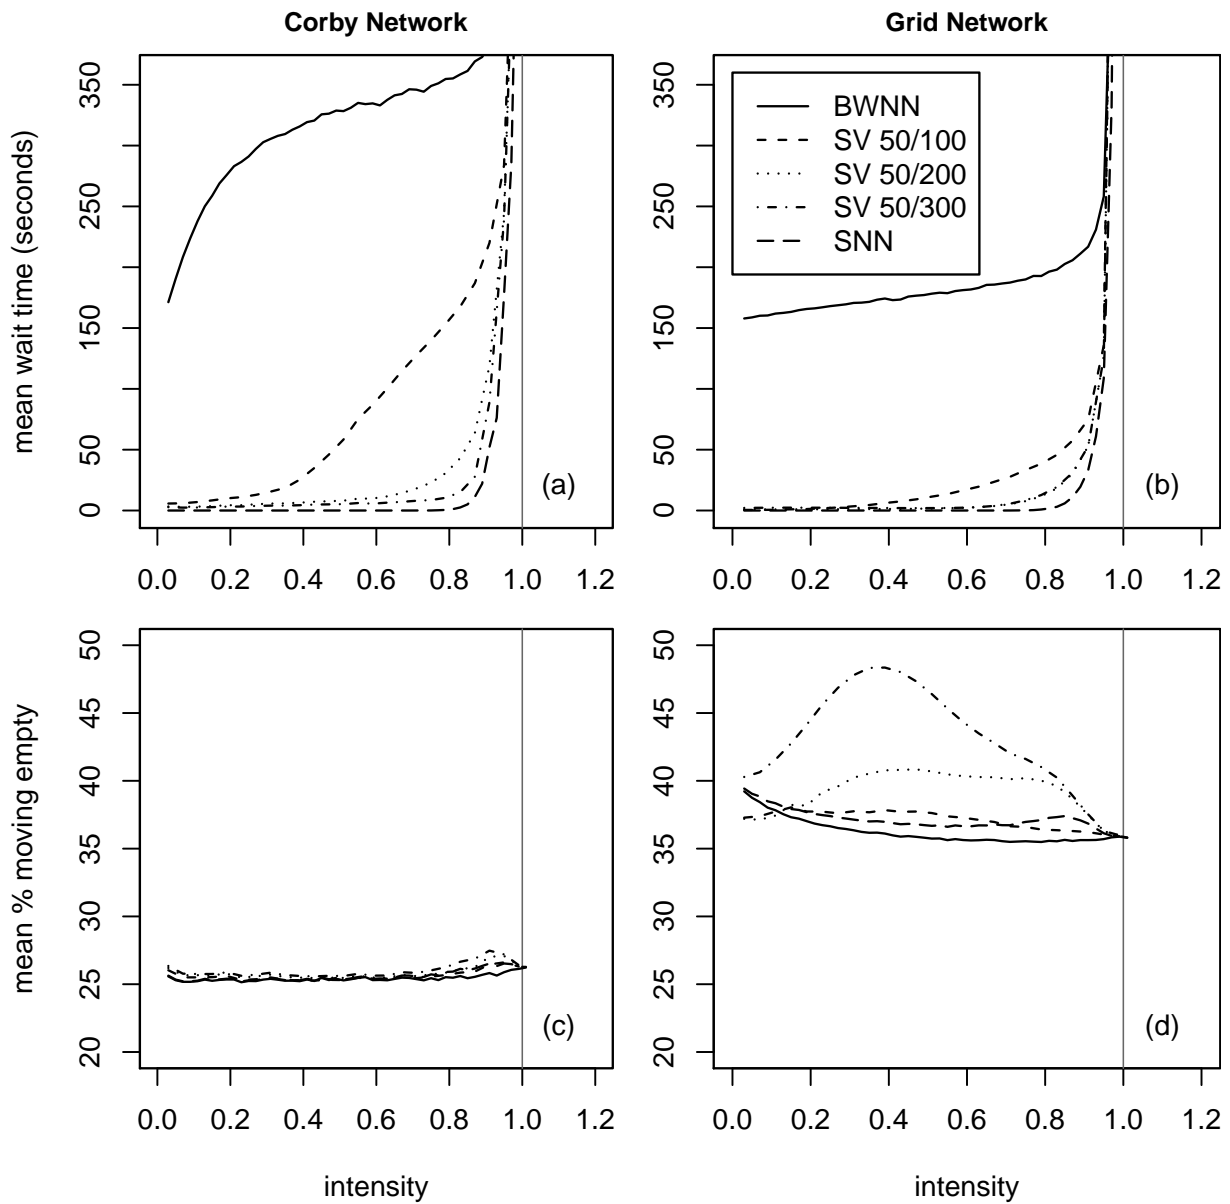 Corby Network
Grid Network
mean wait time (seconds)
350
250
150
50
0
(a)
0.0 0.2 0.4 0.6 0.8 1.0 1.2
350
250
150
50
0
BWNN
SV 50/100
SV 50/200
SV 50/300
SNN
(b)
0.0 0.2 0.4 0.6 0.8 1.0 1.2
mean % moving empty
50
45
40
35
30
25
20
(c)
0.0 0.2 0.4 0.6 0.8 1.0 1.2
intensity
50
45
40
35
30
25
20
(d)
0.0 0.2 0.4 0.6 0.8 1.0 1.2
intensity